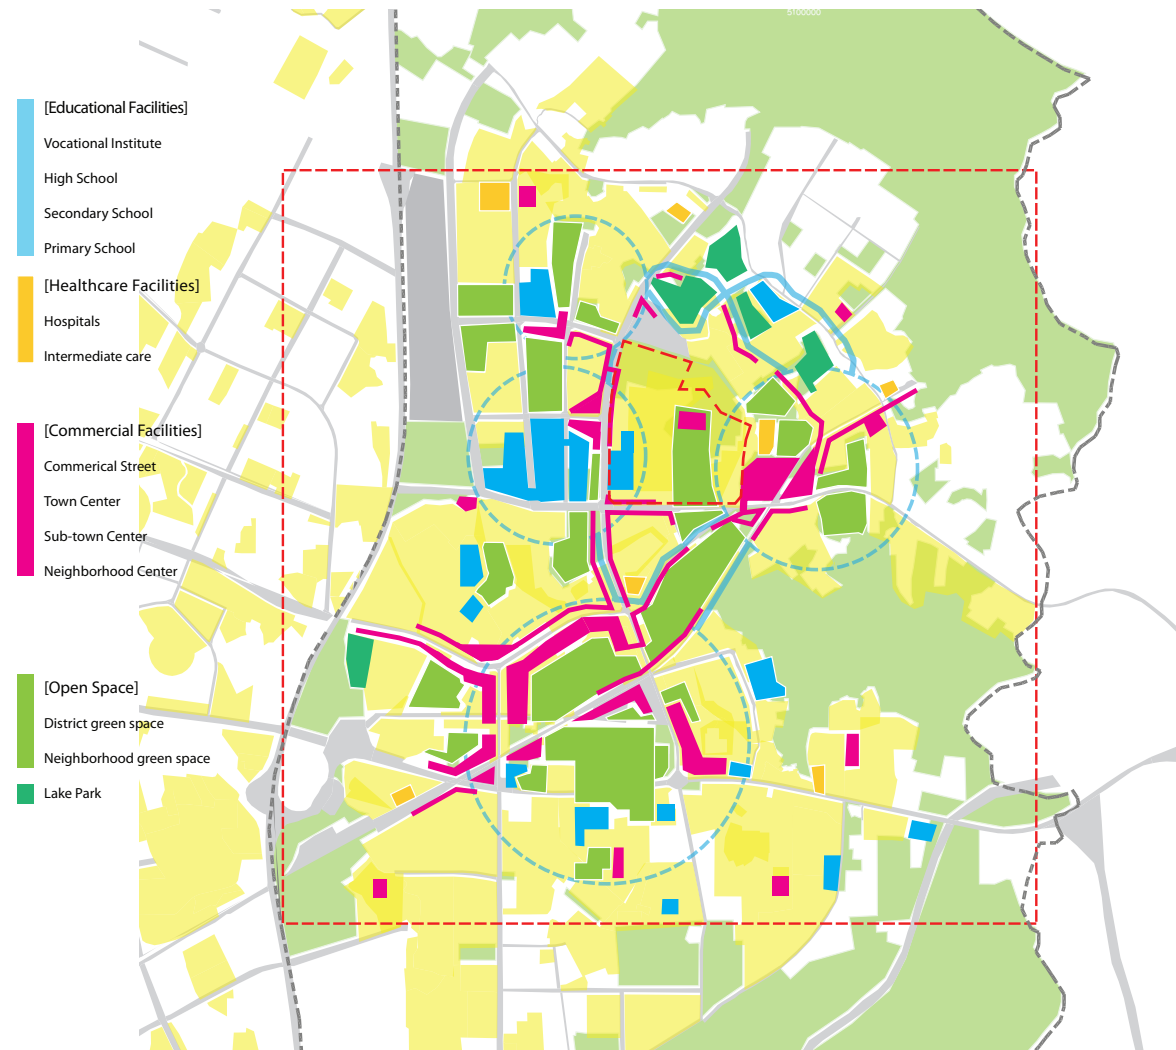 5100000
[Educational Facilities]
Vocational Institute
High School
Secondary School
Primary School
[Healthcare Facilities]
Hospitals
Intermediate care
[Commercial Facilities]
Commerical Street
Town Center
Sub-town Center
Neighborhood Center
[Open Space]
District green space
Neighborhood green space
Lake Park